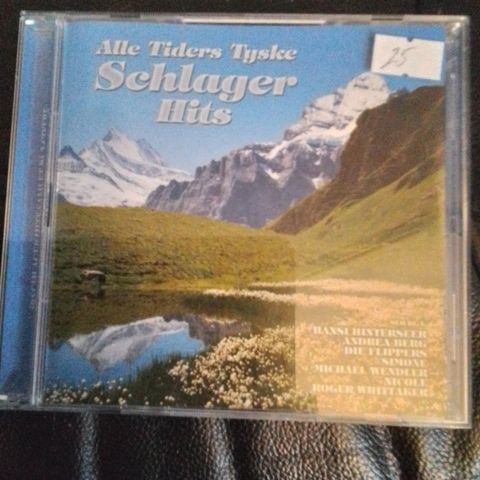 Alle Tiders Tyske
Schlager
Hits
25
HANSI HINTERSEER
ANDREA BERG
DIE FLIPPERS
SIMONE
MICHAEL WENDLER
NICOLE
ROGER WHITTAKER